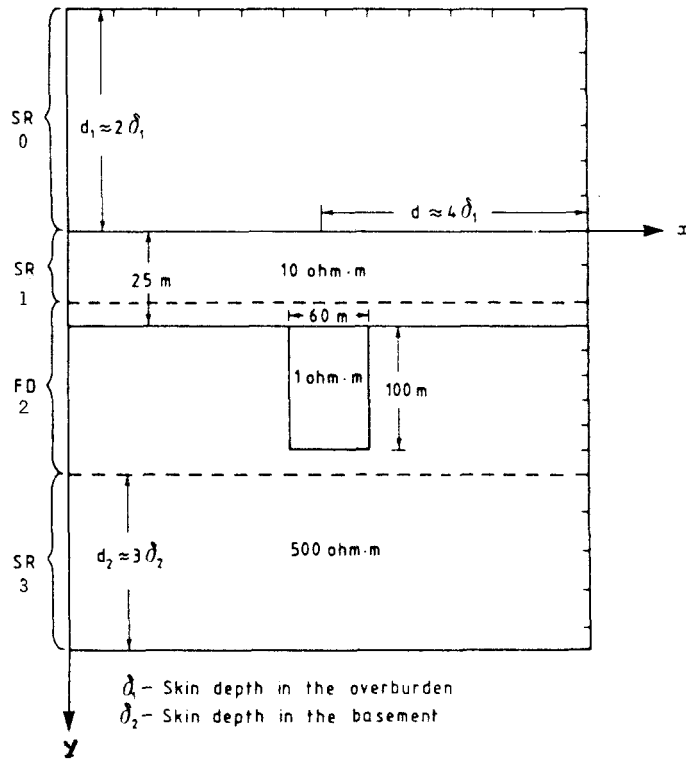 SR
0
d₁ ≈ 2 δ₁
d ≈ 4 δ₁
x
SR
1
25 m
10 ohm·m
60 m
FD
2
1 ohm·m
100 m
SR
3
d₂ ≈ 3 δ₂
500 ohm·m
δ₁ – Skin depth in the overburden
δ₂ – Skin depth in the basement
y